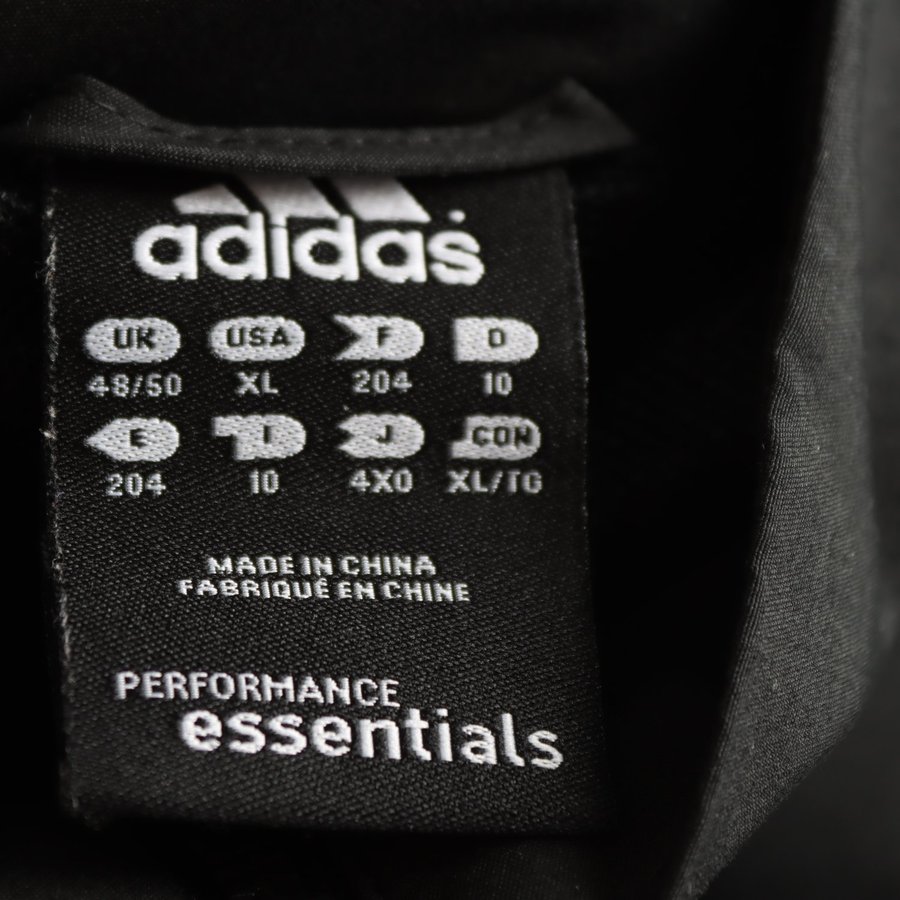 adidas
UK USA F D
48/50 XL 204 10
E I J CON
204 10 4XO XL/TG
MADE IN CHINA
FABRIQUÉ EN CHINE
PERFORMANCE
essentials